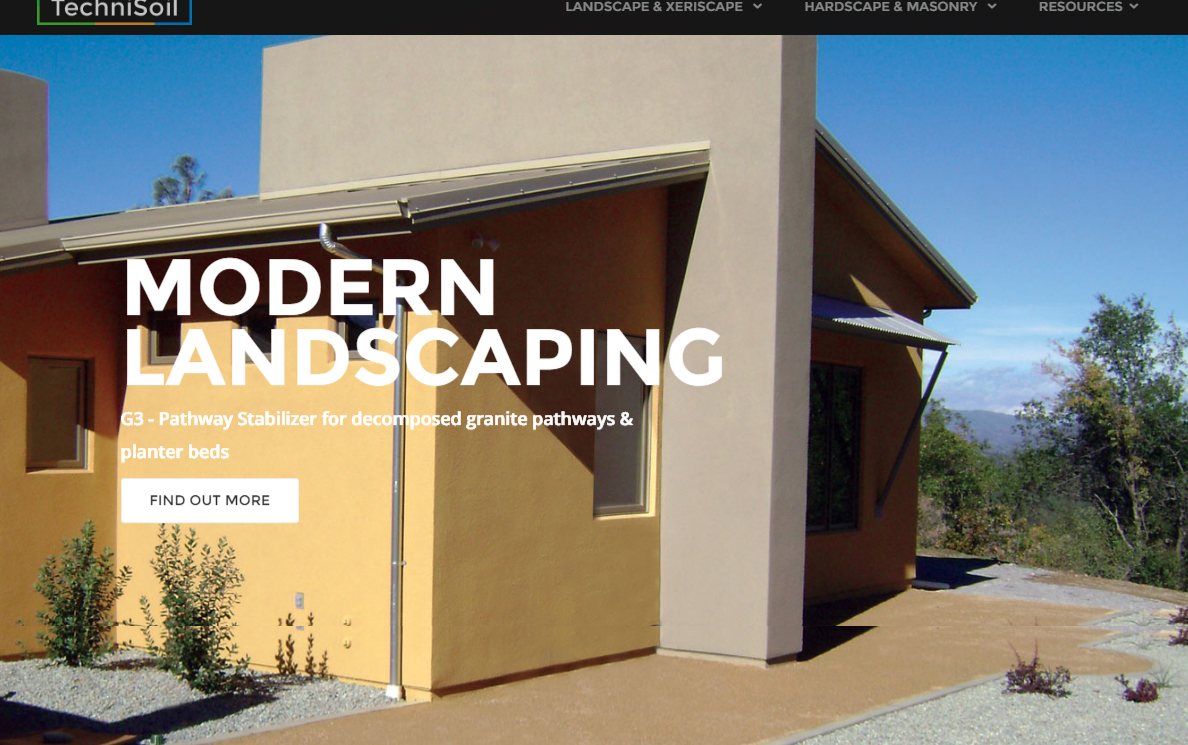 TechniSoil
LANDSCAPE & XERISCAPE
HARDSCAPE & MASONRY
RESOURCES
MODERN
LANDSCAPING
G3 - Pathway Stabilizer for decomposed granite pathways &
planter beds
FIND OUT MORE